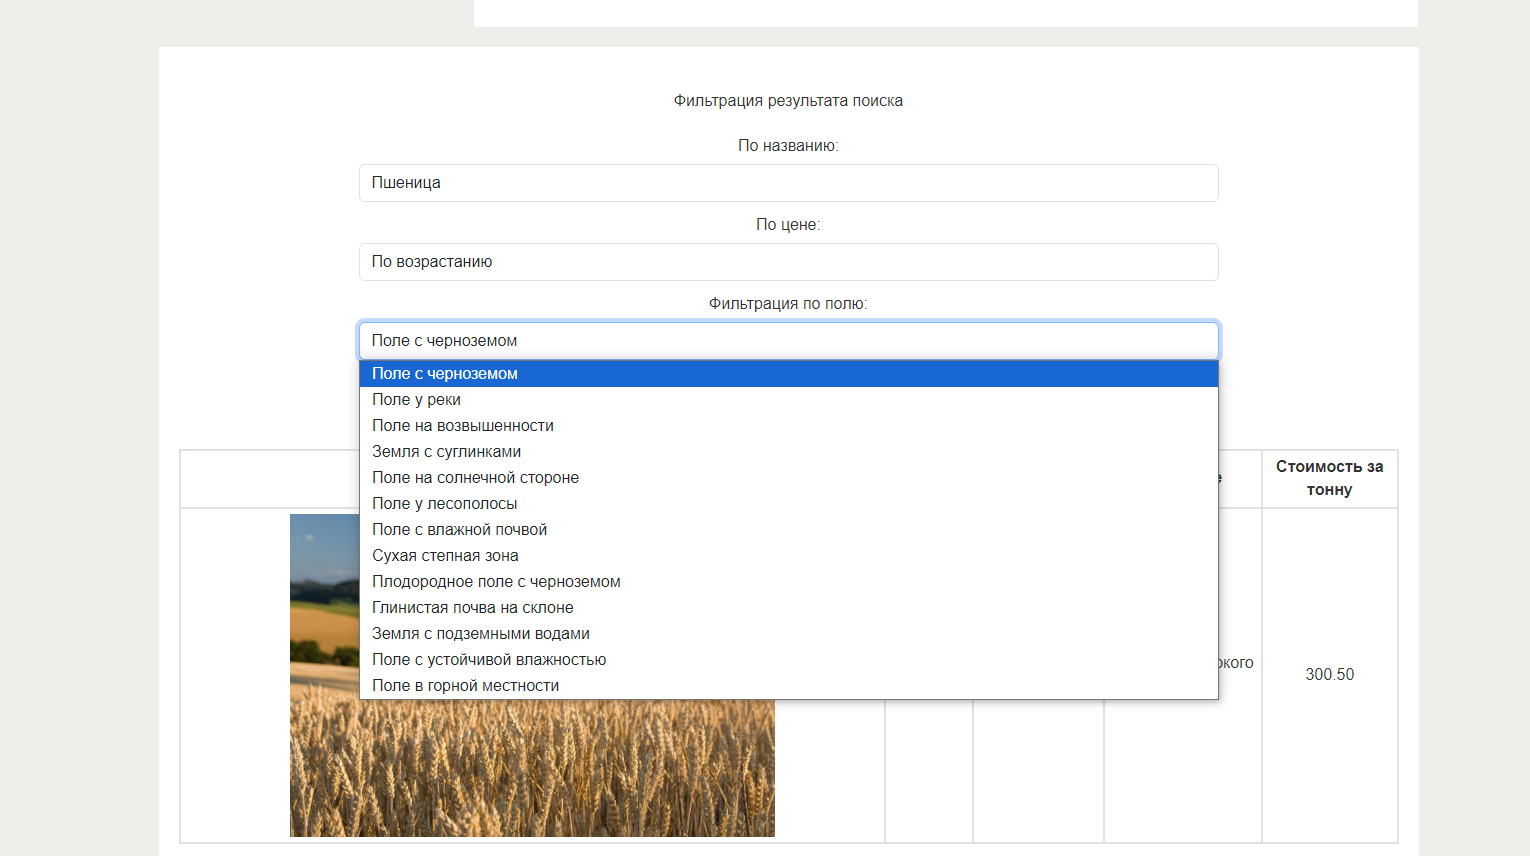 Фильтрация результата поиска
По названию:
Пшеница
По цене:
По возрастанию
Фильтрация по полю:
Поле с черноземом
Поле с черноземом
Поле у реки
Поле на возвышенности
Земля с суглинками
Поле на солнечной стороне
Поле у лесополосы
Поле с влажной почвой
Сухая степная зона
Плодородное поле с черноземом
Глинистая почва на склоне
Земля с подземными водами
Поле с устойчивой влажностью
Поле в горной местности
Стоимость за
тонну
300.50